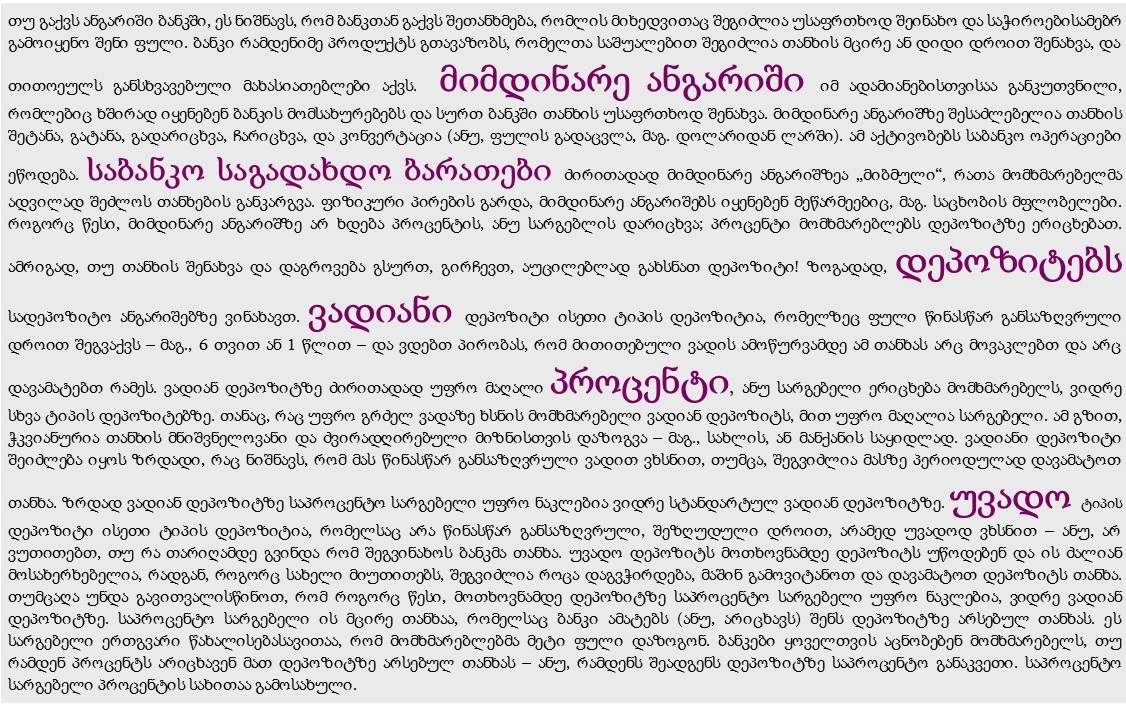 თუ გაქვს ანგარიში ბანკში, ეს ნიშნავს, რომ ბანკთან გაქვს შეთანხმება, რომლის მიხედვითაც შეგიძლია უსაფრთხოდ შეინახო და საჭიროებისამებრ
გამოიყენო შენი ფული. ბანკი რამდენიმე პროდუქტს გთავაზობს, რომელთა საშუალებით შეგიძლია თანხის მცირე ან დიდი დროით შენახვა, და
თითოეულს განსხვავებული მახასიათებლები აქვს. მიმდინარე ანგარიში იმ ადამიანებისთვისაა განკუთვნილი,
რომლებიც ხშირად იყენებენ ბანკის მომსახურებებს და სურთ ბანკში თანხის უსაფრთხოდ შენახვა. მიმდინარე ანგარიშზე შესაძლებელია თანხის
შეტანა, გატანა, გადარიცხვა, ჩარიცხვა, და კონვერტაცია (ანუ, ფულის გადაცვლა, მაგ. დოლარიდან ლარში). ამ აქტივობებს საბანკო ოპერაციები
ეწოდება. საბანკო საგადახდო ბარათები ძირითადად მიმდინარე ანგარიშზეა „მიბმული“, რათა მომხმარებელმა
ადვილად შეძლოს თანხების განკარგვა. ფიზიკური პირების გარდა, მიმდინარე ანგარიშებს იყენებენ მეწარმეებიც, მაგ. საცხობის მფლობელები.
როგორც წესი, მიმდინარე ანგარიშზე არ ხდება პროცენტის, ანუ სარგებლის დარიცხვა; პროცენტი მომხმარებლებს დეპოზიტზე ერიცხებათ.
ამრიგად, თუ თანხის შენახვა და დაგროვება გსურთ, გირჩევთ, აუცილებლად გახსნათ დეპოზიტი! ზოგადად, დეპოზიტებს
სადეპოზიტო ანგარიშებზე ვინახავთ. ვადიანი დეპოზიტი ისეთი ტიპის დეპოზიტია, რომელზეც ფული წინასწარ განსაზღვრული
დროით შეგვაქვს – მაგ., 6 თვით ან 1 წლით – და ვდებთ პირობას, რომ მითითებული ვადის ამოწურვამდე ამ თანხას არც მოვაკლებთ და არც
დავამატებთ რამეს. ვადიან დეპოზიტზე ძირითადად უფრო მაღალი პროცენტი, ანუ სარგებელი ერიცხება მომხმარებელს, ვიდრე
სხვა ტიპის დეპოზიტებზე. თანაც, რაც უფრო გრძელ ვადაზე ხსნის მომხმარებელი ვადიან დეპოზიტს, მით უფრო მაღალია სარგებელი. ამ გზით,
ჭკვიანურია თანხის მნიშვნელოვანი და ძვირადღირებული მიზნისთვის დაზოგვა – მაგ., სახლის, ან მანქანის საყიდლად. ვადიანი დეპოზიტი
შეიძლება იყოს ზრდადი, რაც ნიშნავს, რომ მას წინასწარ განსაზღვრული ვადით ვხსნით, თუმცა, შეგვიძლია მასზე პერიოდულად დავამატოთ
თანხა. ზრდად ვადიან დეპოზიტზე საპროცენტო სარგებელი უფრო ნაკლებია ვიდრე სტანდარტულ ვადიან დეპოზიტზე. უვადო ტიპის
დეპოზიტი ისეთი ტიპის დეპოზიტია, რომელსაც არა წინასწარ განსაზღვრული, შეზღუდული დროით, არამედ უვადოდ ვხსნით – ანუ, არ
ვუთითებთ, თუ რა თარიღამდე გვინდა რომ შეგვინახოს ბანკმა თანხა. უვადო დეპოზიტს მოთხოვნამდე დეპოზიტს უწოდებენ და ის ძალიან
მოსახერხებელია, რადგან, როგორც სახელი მიუთითებს, შეგვიძლია როცა დაგვჭირდება, მაშინ გამოვიტანოთ და დავამატოთ დეპოზიტს თანხა.
თუმცაღა უნდა გავითვალისწინოთ, რომ როგორც წესი, მოთხოვნამდე დეპოზიტზე საპროცენტო სარგებელი უფრო ნაკლებია, ვიდრე ვადიან
დეპოზიტზე. საპროცენტო სარგებელი ის მცირე თანხაა, რომელსაც ბანკი ამატებს (ანუ, არიცხავს) შენს დეპოზიტზე არსებულ თანხას. ეს
სარგებელი ერთგვარი წახალისებასავითაა, რომ მომხმარებლებმა მეტი ფული დაზოგონ. ბანკები ყოველთვის აცნობებენ მომხმარებელს, თუ
რამდენ პროცენტს არიცხავენ მათ დეპოზიტზე არსებულ თანხას – ანუ, რამდენს შეადგენს დეპოზიტზე საპროცენტო განაკვეთი. საპროცენტო
სარგებელი პროცენტის სახითაა გამოსახული.